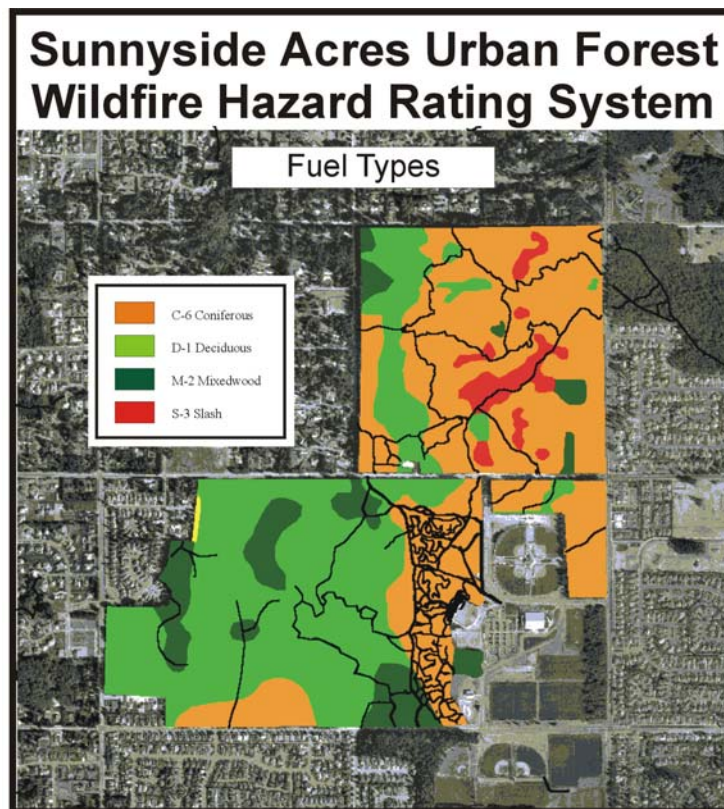 Sunnyside Acres Urban Forest
Wildfire Hazard Rating System
Fuel Types
C-6 Coniferous
D-1 Deciduous
M-2 Mixedwood
S-3 Slash